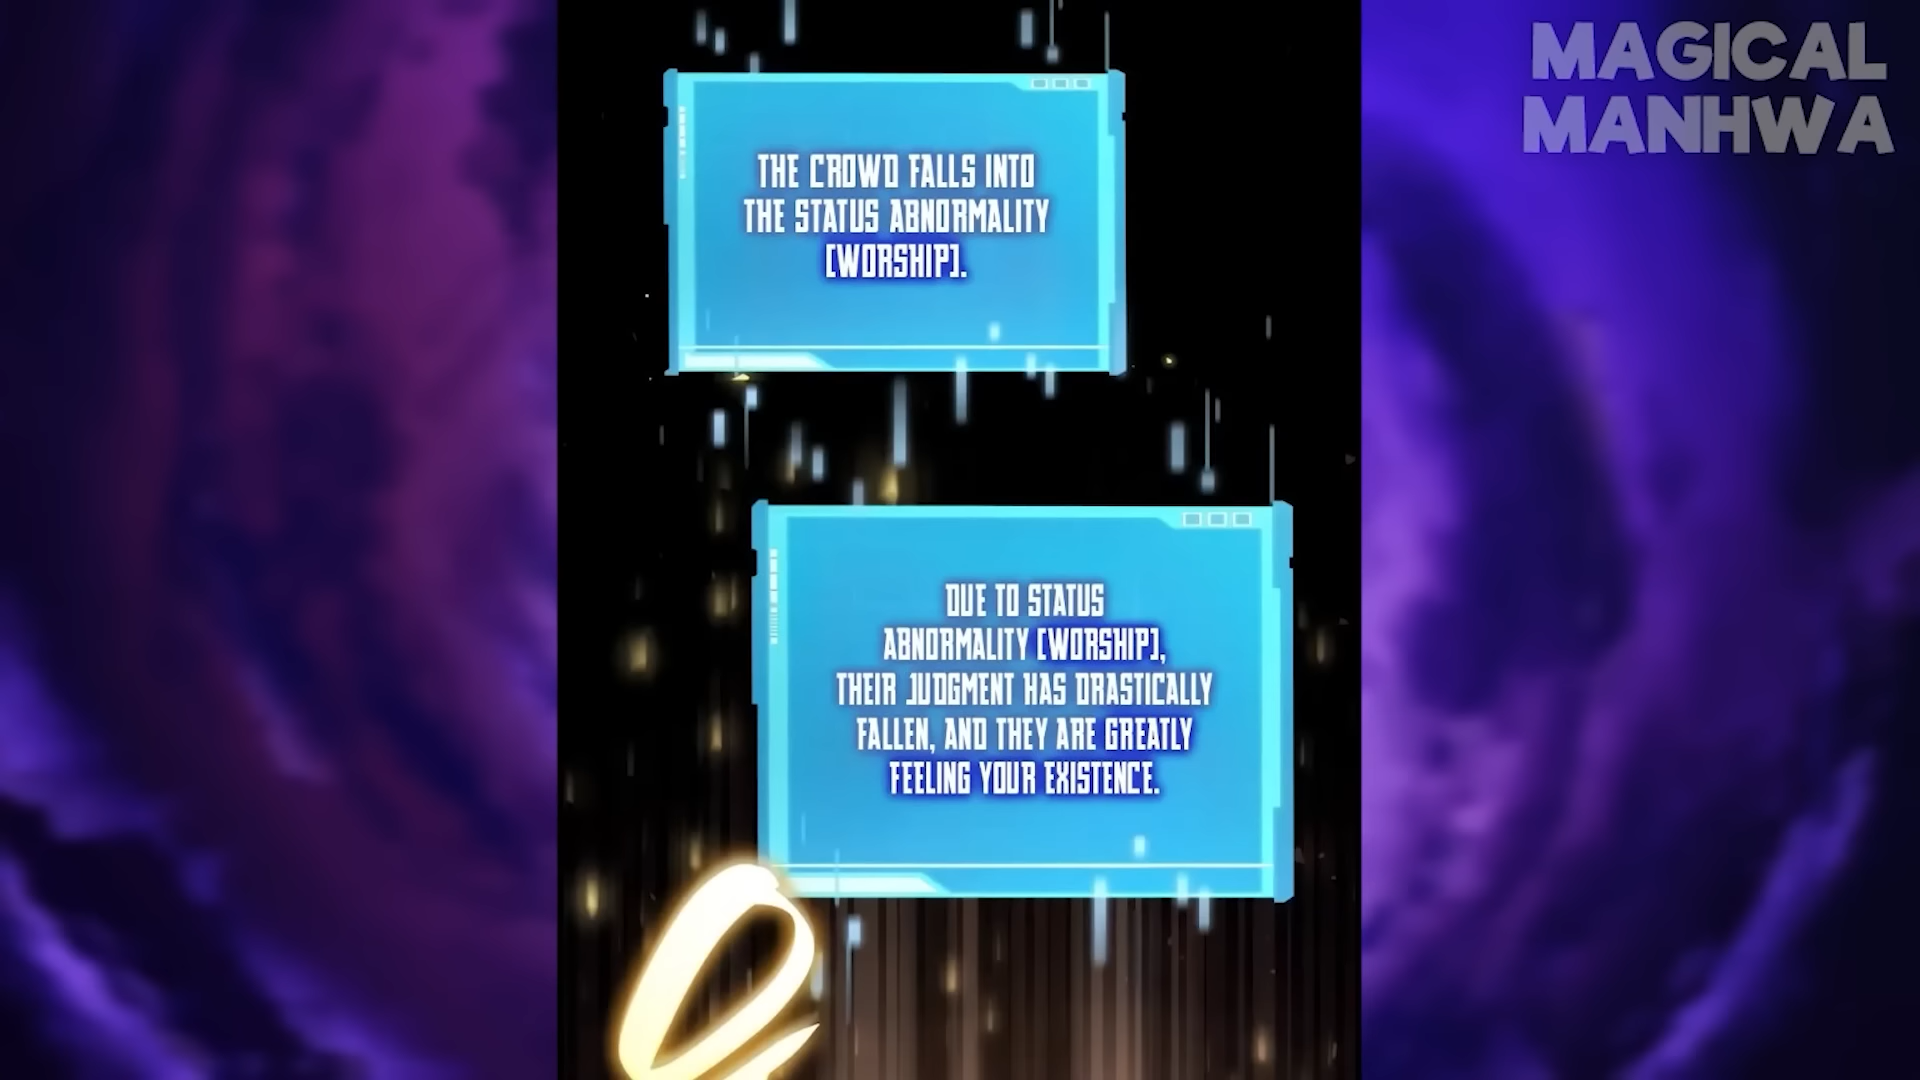 MAGICAL
MANHWA
THE CROWD FALLS INTO
THE STATUS ABNORMALITY
[WORSHIP].
DUE TO STATUS
ABNORMALITY [WORSHIP],
THEIR JUDGMENT HAS DRASTICALLY
FALLEN, AND THEY ARE GREATLY
FEELING YOUR EXISTENCE.